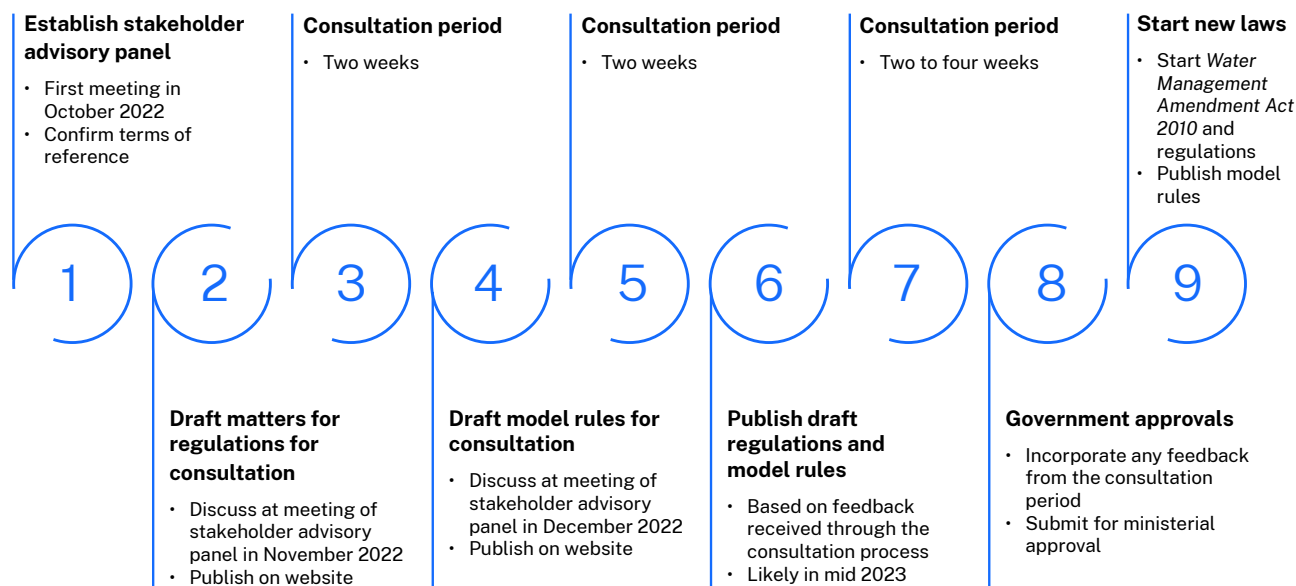 Establish stakeholder
advisory panel
• First meeting in
October 2022
• Confirm terms of
reference
Consultation period
• Two weeks
Consultation period
• Two weeks
Consultation period
• Two to four weeks
Start new laws
• Start Water
Management
Amendment Act
2010 and
regulations
• Publish model
rules
1
2
3
4
5
6
7
8
9
Draft matters for
regulations for
consultation
• Discuss at meeting of
stakeholder advisory
panel in November 2022
• Publish on website
Draft model rules for
consultation
• Discuss at meeting of
stakeholder advisory
panel in December 2022
• Publish on website
Publish draft
regulations and
model rules
• Based on feedback
received through the
consultation process
• Likely in mid 2023
Government approvals
• Incorporate any feedback
from the consultation
period
• Submit for ministerial
approval